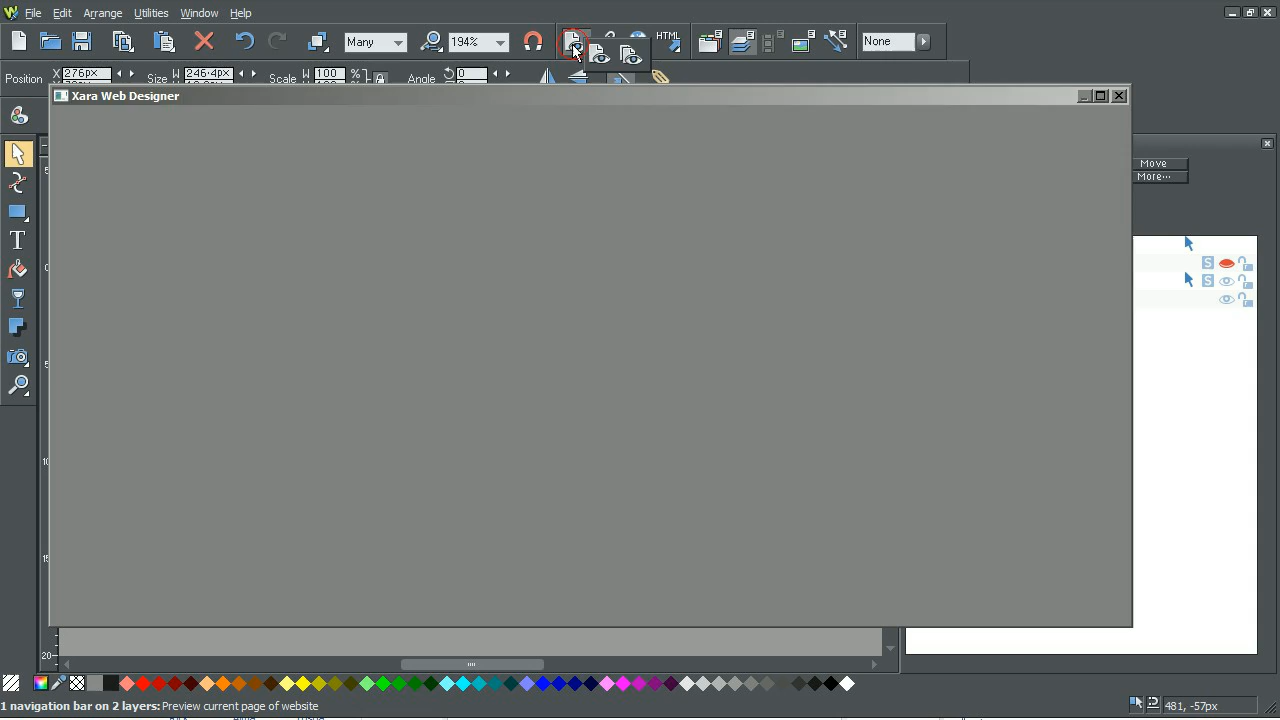 File Edit Arrange Utilities Window Help
Many 194% HTML None
Position X 276px Size W 246·4px Scale W 100 % Angle 0
Xara Web Designer
Move
More···
S
S
20
1 navigation bar on 2 layers: Preview current page of website 481, -57px